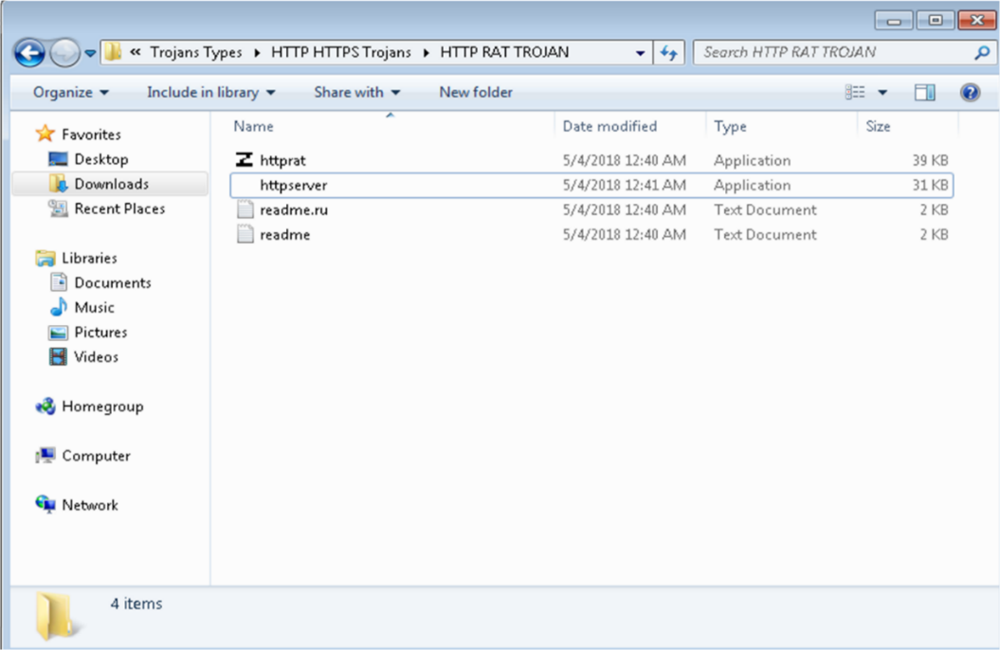 « Trojans Types HTTP HTTPS Trojans HTTP RAT TROJAN Search HTTP RAT TROJAN
Organize Include in library Share with New folder
Name Date modified Type Size
httprat 5/4/2018 12:40 AM Application 39 KB
httpserver 5/4/2018 12:41 AM Application 31 KB
readme.ru 5/4/2018 12:40 AM Text Document 2 KB
readme 5/4/2018 12:40 AM Text Document 2 KB
Favorites
Desktop
Downloads
Recent Places
Libraries
Documents
Music
Pictures
Videos
Homegroup
Computer
Network
4 items